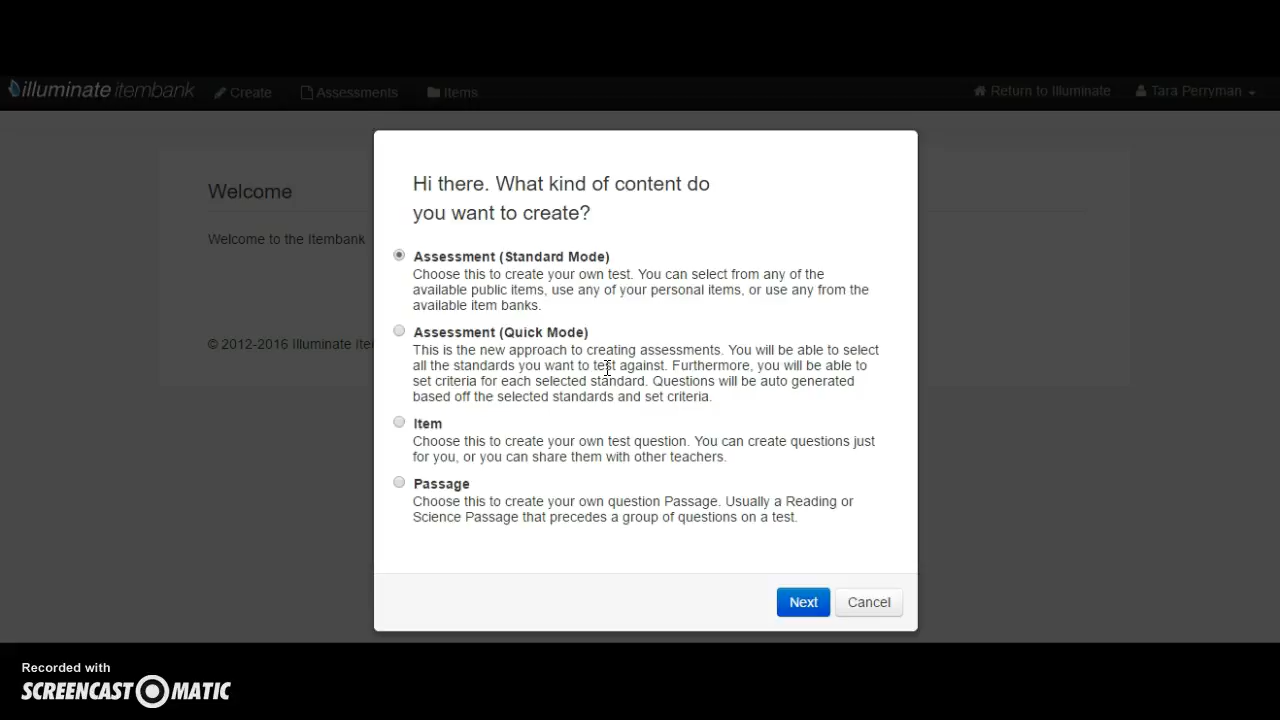 illuminate itembank Create Assessments Items Return to Illuminate Tara Perryman
Hi there. What kind of content do
you want to create?
Welcome
Welcome to the Itembank
© 2012-2016 Illuminate
Assessment (Standard Mode)
Choose this to create your own test. You can select from any of the
available public items, use any of your personal items, or use any from the
available item banks.
Assessment (Quick Mode)
This is the new approach to creating assessments. You will be able to select
all the standards you want to test against. Furthermore, you will be able to
set criteria for each selected standard. Questions will be auto generated
based off the selected standards and set criteria.
Item
Choose this to create your own test question. You can create questions just
for you, or you can share them with other teachers.
Passage
Choose this to create your own question Passage. Usually a Reading or
Science Passage that precedes a group of questions on a test.
Next Cancel
Recorded with
SCREENCAST-O-MATIC